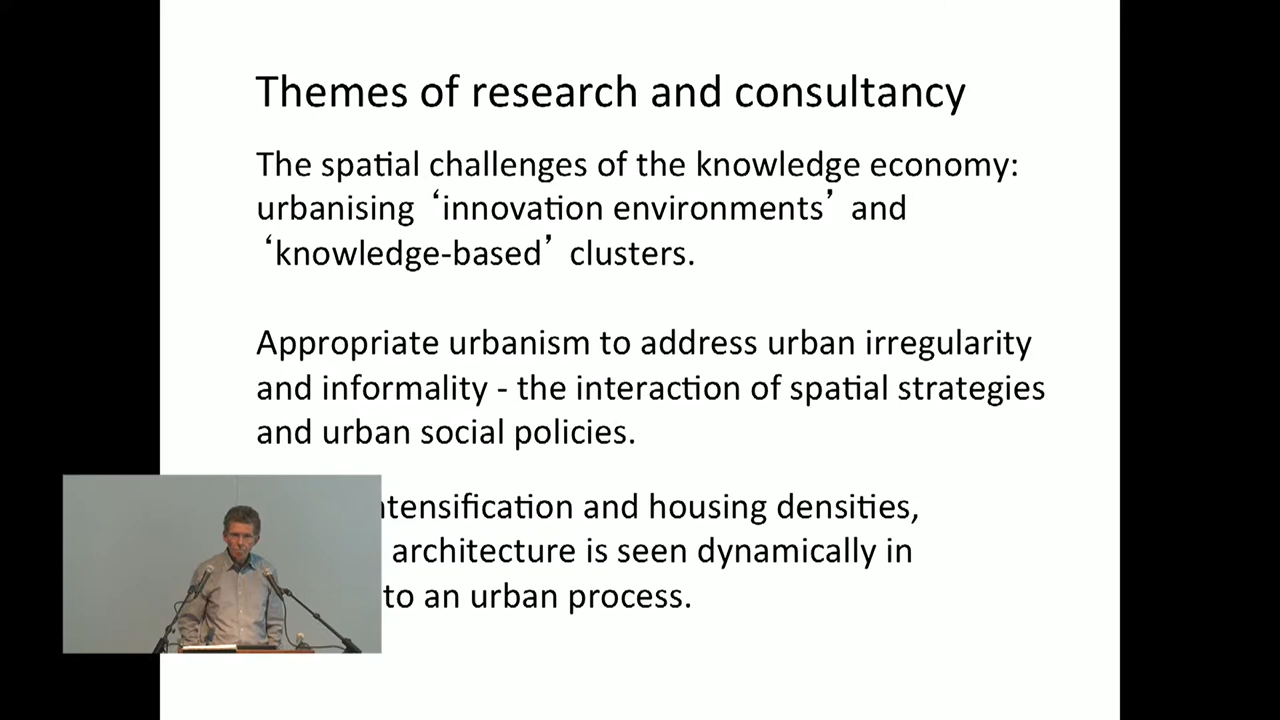 Themes of research and consultancy
The spatial challenges of the knowledge economy:
urbanising ‘innovation environments’ and
‘knowledge-based’ clusters.
Appropriate urbanism to address urban irregularity
and informality - the interaction of spatial strategies
and urban social policies.
and housing densities,
architecture is seen dynamically in
to an urban process.